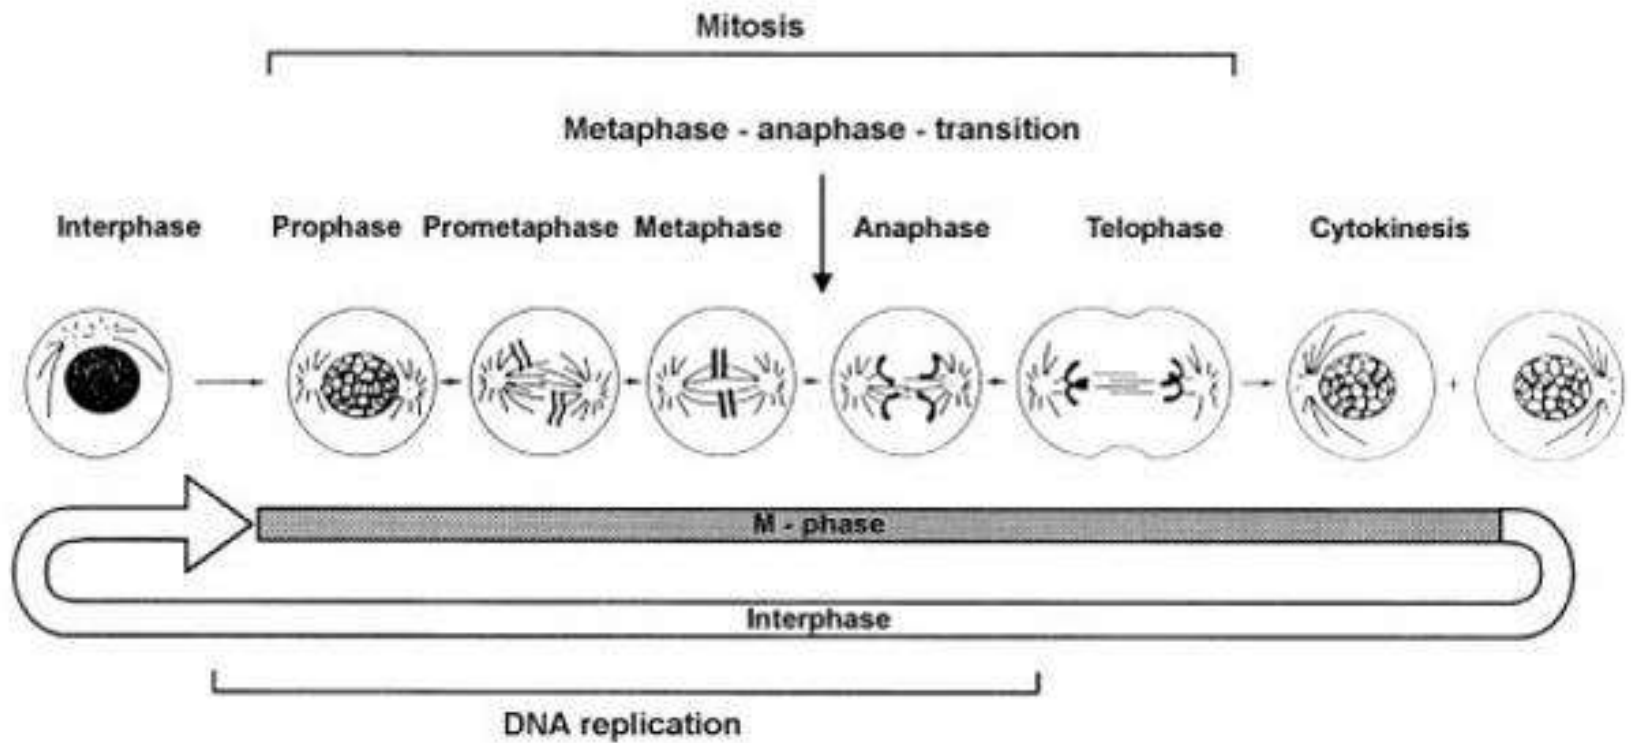 Mitosis
Metaphase - anaphase - transition
Interphase Prophase Prometaphase Metaphase Anaphase Telophase Cytokinesis
+
M - phase
Interphase
DNA replication